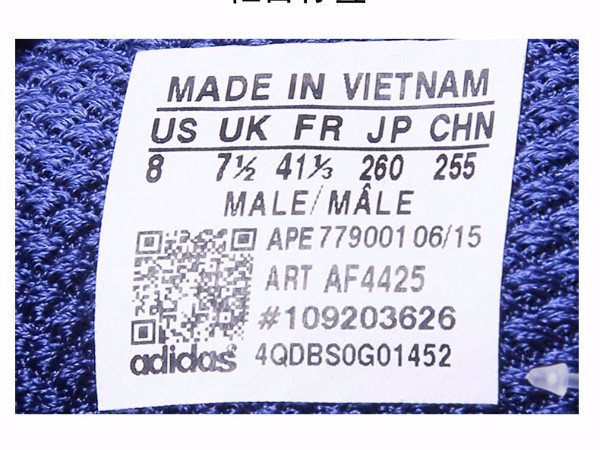 MADE IN VIETNAM
US UK FR JP CHN
8 7½ 41⅓ 260 255
MALE/MÂLE
APE 779001 06/15
ART AF4425
#109203626
adidas 4QDBS0G01452